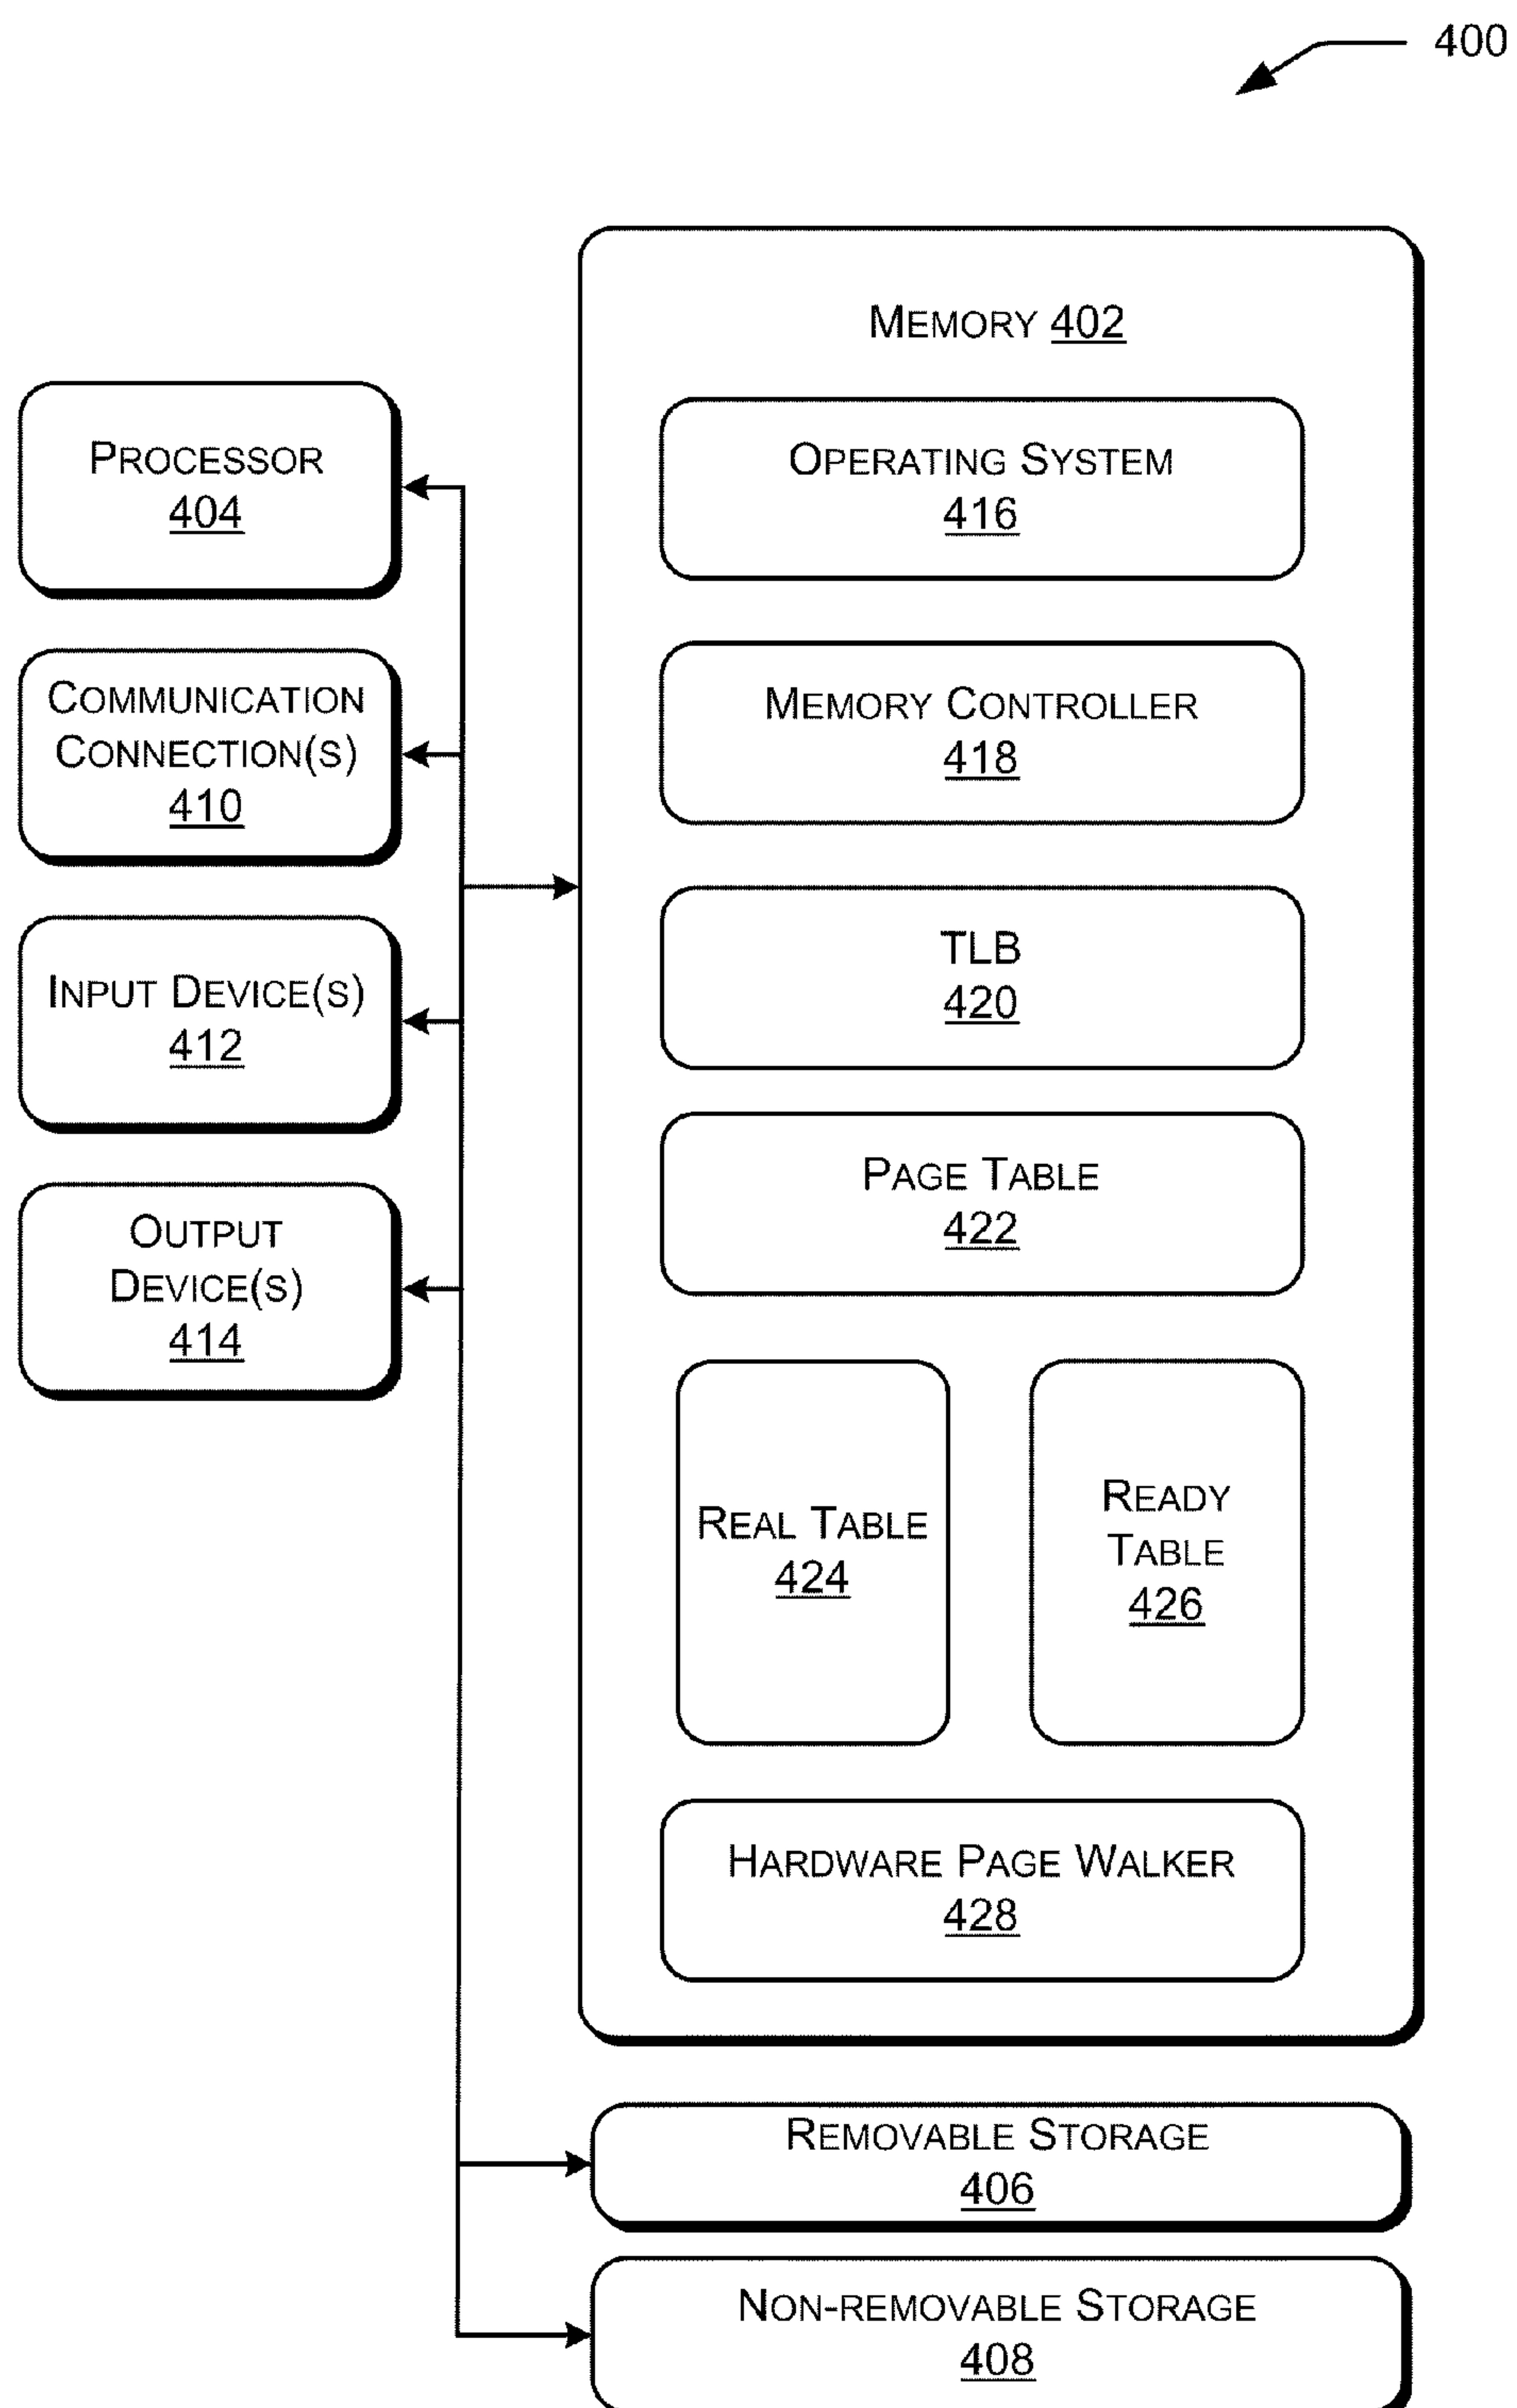 400
MEMORY 402
PROCESSOR
404
COMMUNICATION
CONNECTION(S)
410
INPUT DEVICE(S)
412
OUTPUT
DEVICE(S)
414
OPERATING SYSTEM
416
MEMORY CONTROLLER
418
TLB
420
PAGE TABLE
422
REAL TABLE
424
READY
TABLE
426
HARDWARE PAGE WALKER
428
REMOVABLE STORAGE
406
NON-REMOVABLE STORAGE
408